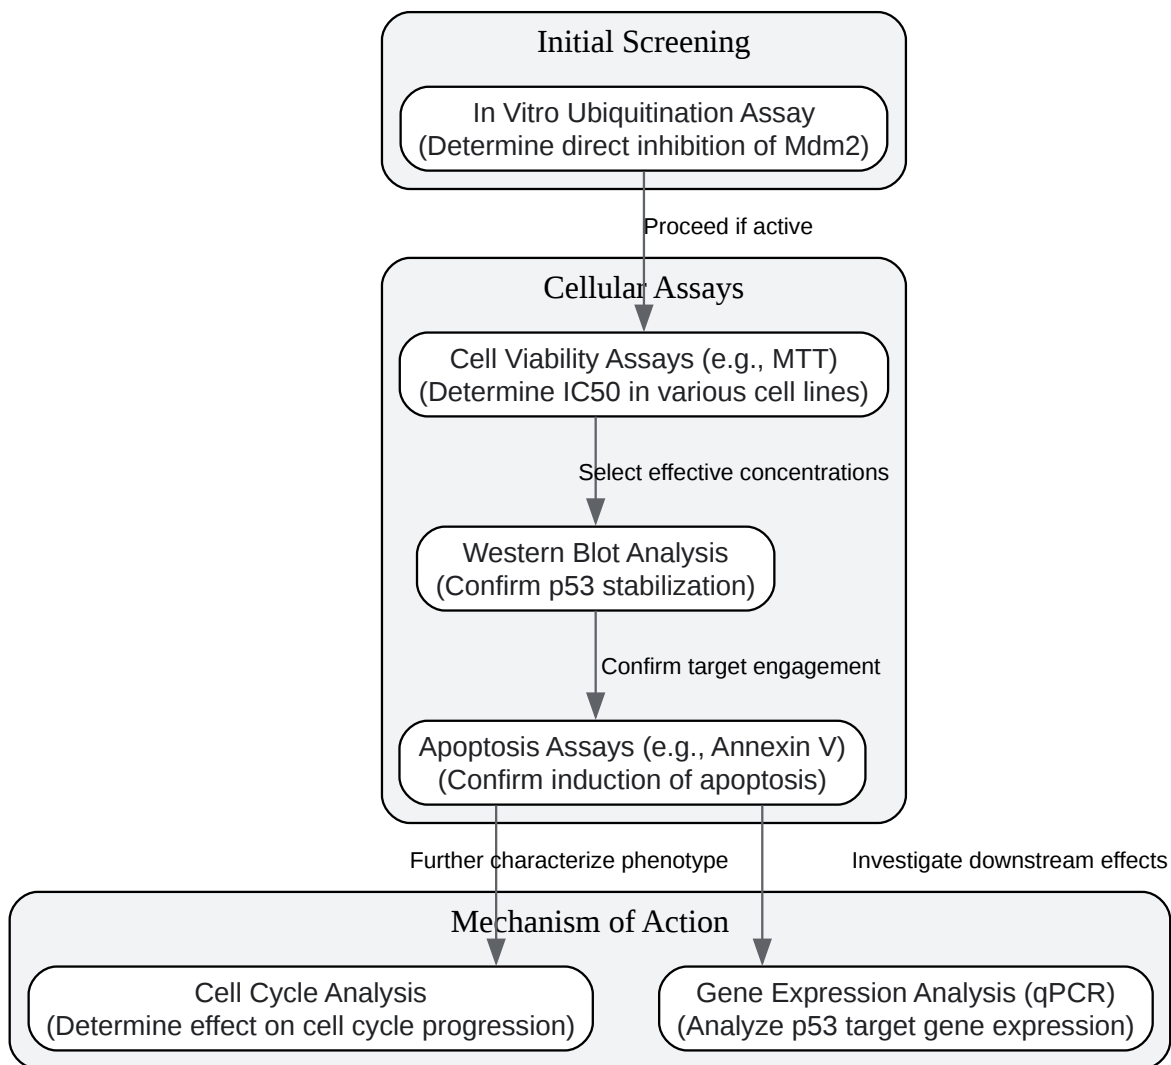 Initial Screening
In Vitro Ubiquitination Assay
(Determine direct inhibition of Mdm2)
Proceed if active
Cellular Assays
Cell Viability Assays (e.g., MTT)
(Determine IC50 in various cell lines)
Select effective concentrations
Western Blot Analysis
(Confirm p53 stabilization)
Confirm target engagement
Apoptosis Assays (e.g., Annexin V)
(Confirm induction of apoptosis)
Further characterize phenotype
Investigate downstream effects
Mechanism of Action
Cell Cycle Analysis
(Determine effect on cell cycle progression)
Gene Expression Analysis (qPCR)
(Analyze p53 target gene expression)